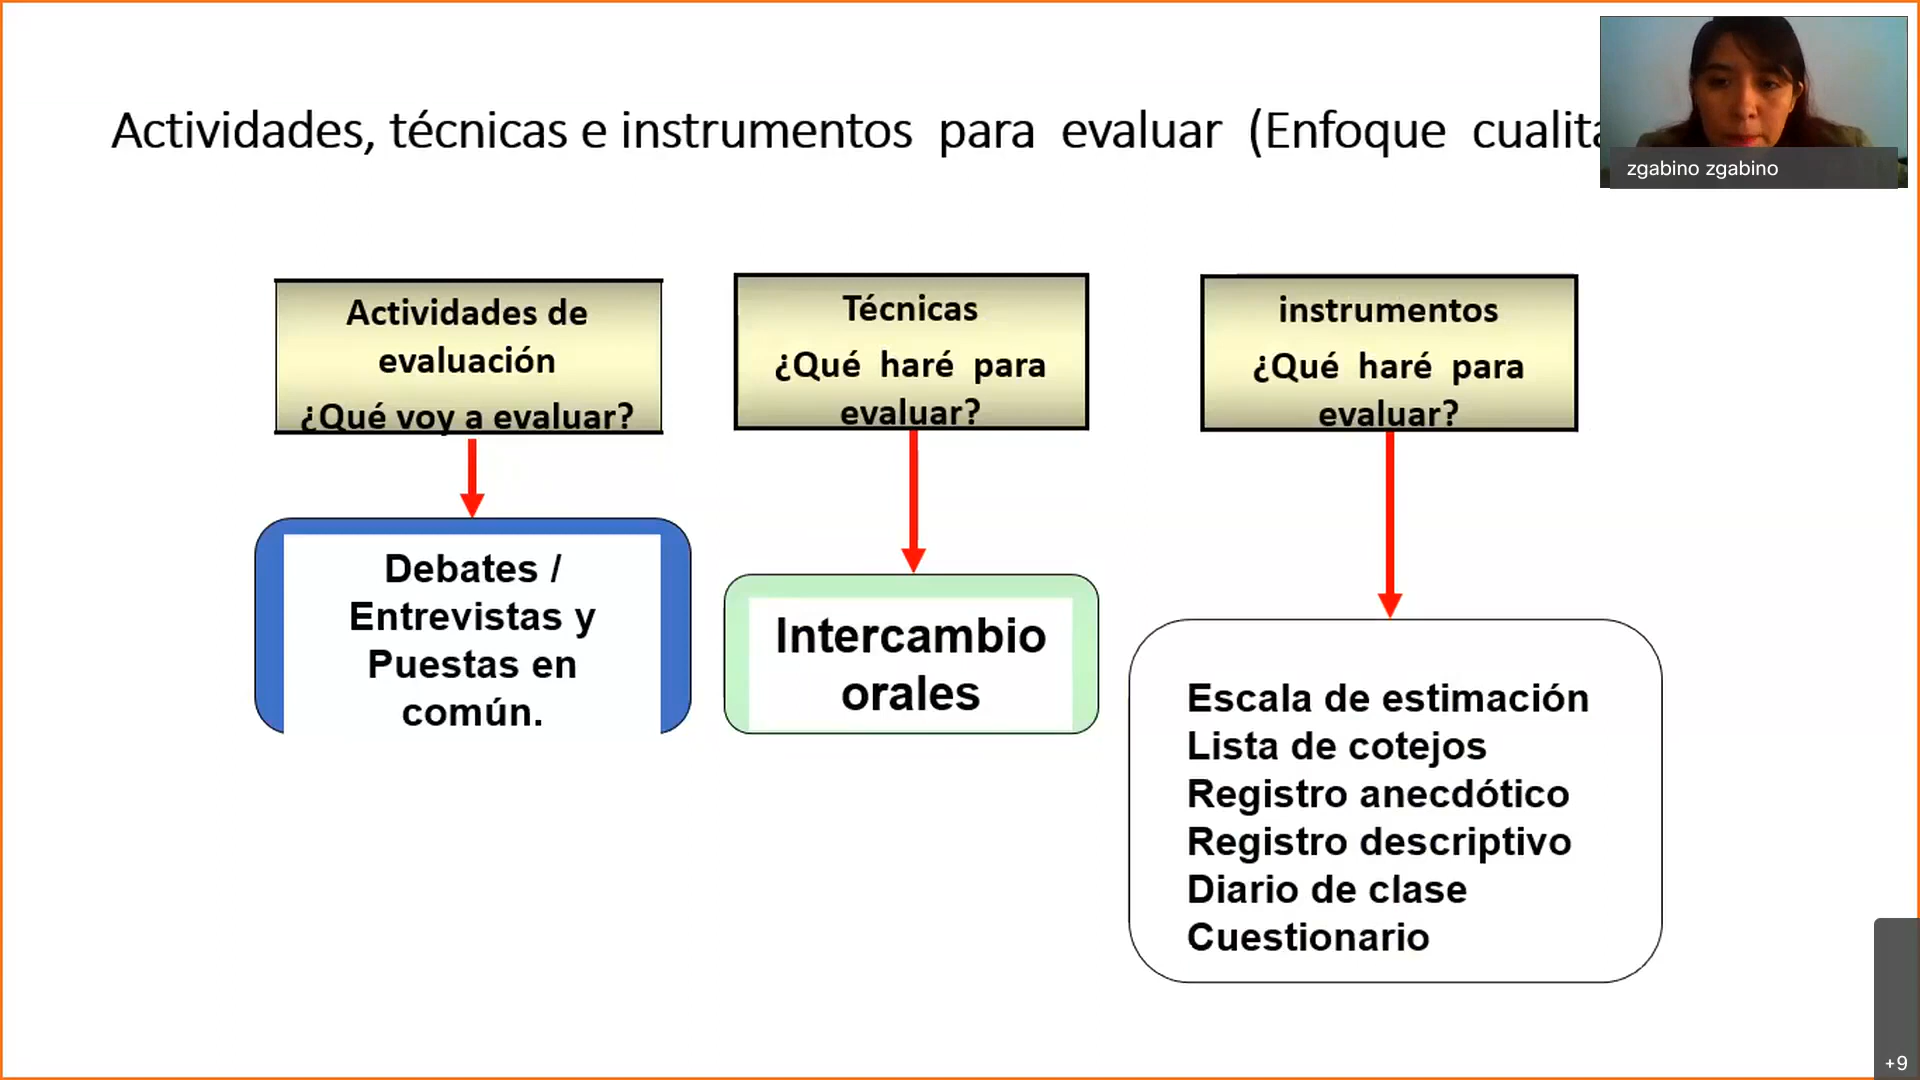 Actividades, técnicas e instrumentos para evaluar (Enfoque
zgabino zgabino
Actividades de
evaluación
¿Qué voy a evaluar?
Técnicas
¿Qué haré para
evaluar?
instrumentos
¿Qué haré para
evaluar?
Debates /
Entrevistas y
Puestas en
común.
Intercambio
orales
Escala de estimación
Lista de cotejos
Registro anecdótico
Registro descriptivo
Diario de clase
Cuestionario
+9